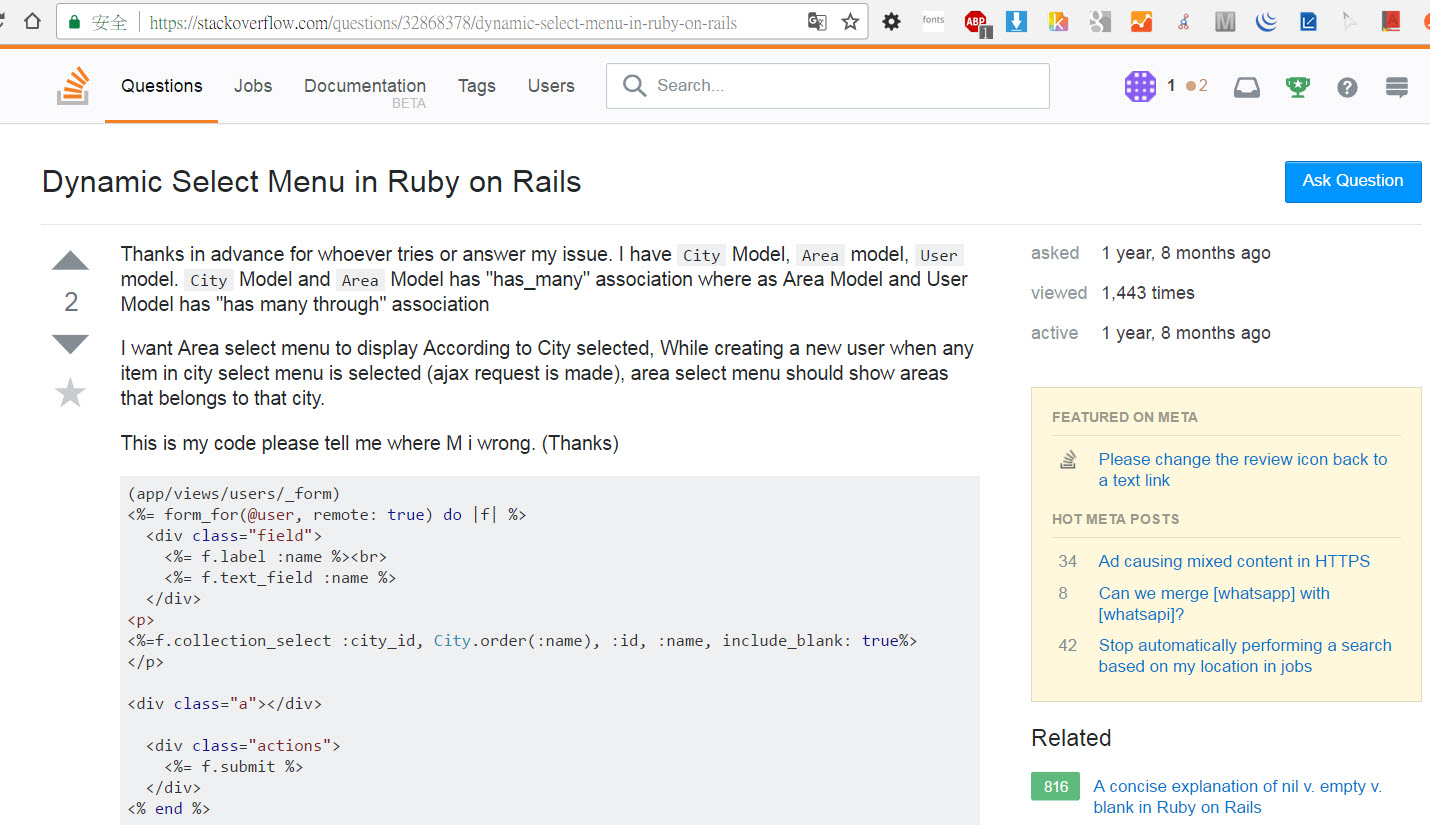 安全 https://stackoverflow.com/questions/32868378/dynamic-select-menu-in-ruby-on-rails fonts ABP 1
Questions Jobs Documentation Tags Users Search... 1 2
BETA
Dynamic Select Menu in Ruby on Rails
Ask Question
2
Thanks in advance for whoever tries or answer my issue. I have City Model, Area model, User
model. City Model and Area Model has "has_many" association where as Area Model and User
Model has "has many through" association
I want Area select menu to display According to City selected, While creating a new user when any
item in city select menu is selected (ajax request is made), area select menu should show areas
that belongs to that city.
This is my code please tell me where M i wrong. (Thanks)
(app/views/users/_form)
<%= form_for(@user, remote: true) do |f| %>
  <div class="field">
    <%= f.label :name %><br>
    <%= f.text_field :name %>
  </div>
<p>
<%=f.collection_select :city_id, City.order(:name), :id, :name, include_blank: true%>
</p>
<div class="a"></div>
  <div class="actions">
    <%= f.submit %>
  </div>
<% end %>
asked 1 year, 8 months ago
viewed 1,443 times
active 1 year, 8 months ago
FEATURED ON META
Please change the review icon back to
a text link
HOT META POSTS
34 Ad causing mixed content in HTTPS
8 Can we merge [whatsapp] with
[whatsapi]?
42 Stop automatically performing a search
based on my location in jobs
Related
816 A concise explanation of nil v. empty v.
blank in Ruby on Rails